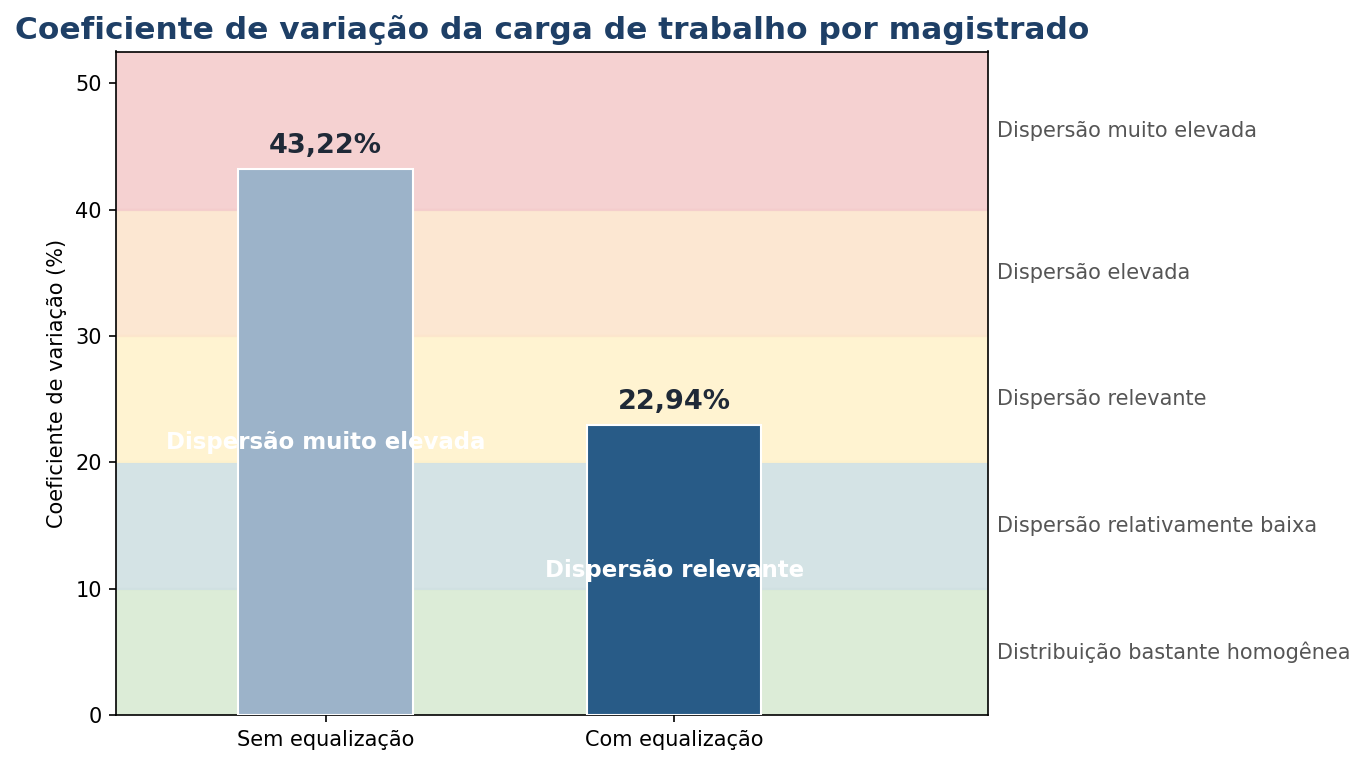 Coeficiente de variação da carga de trabalho por magistrado
Coeficiente de variação (%)
50
40
30
20
10
0
43,22%
22,94%
Dispersão muito elevada
Dispersão relevante
Sem equalização
Com equalização
Dispersão muito elevada
Dispersão elevada
Dispersão relevante
Dispersão relativamente baixa
Distribuição bastante homogênea